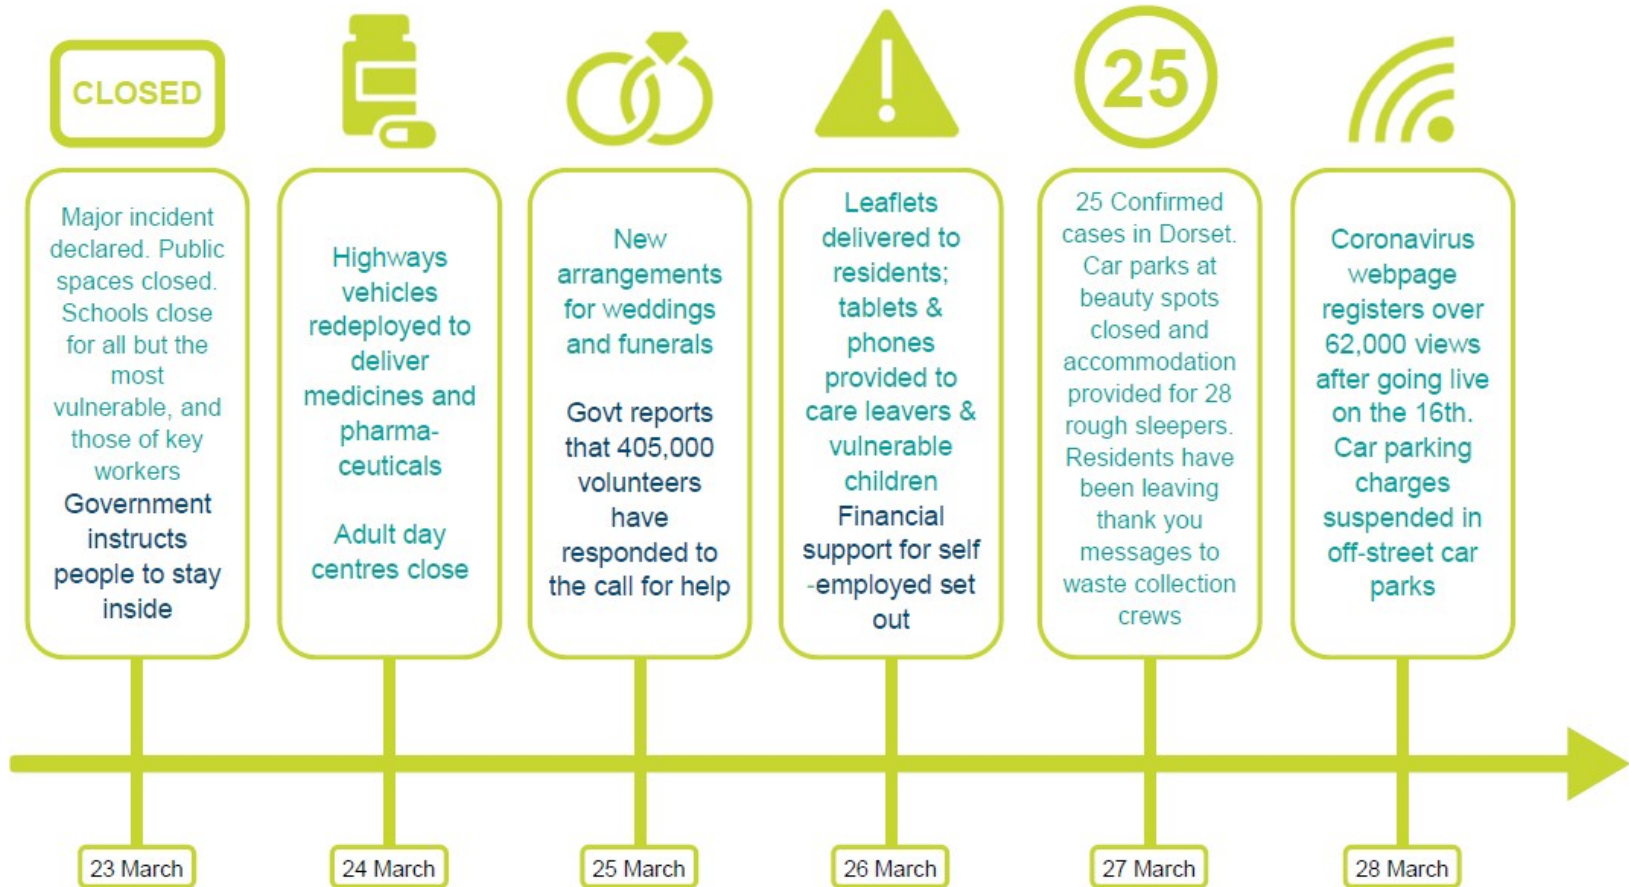 CLOSED
25
Major incident
declared. Public
spaces closed.
Schools close
for all but the
most
vulnerable, and
those of key
workers
Government
instructs
people to stay
inside
Highways
vehicles
redeployed to
deliver
medicines and
pharma-
ceuticals
Adult day
centres close
New
arrangements
for weddings
and funerals
Govt reports
that 405,000
volunteers
have
responded to
the call for help
Leaflets
delivered to
residents;
tablets &
phones
provided to
care leavers &
vulnerable
children
Financial
support for self
-employed set
out
25 Confirmed
cases in Dorset.
Car parks at
beauty spots
closed and
accommodation
provided for 28
rough sleepers.
Residents have
been leaving
thank you
messages to
waste collection
crews
Coronavirus
webpage
registers over
62,000 views
after going live
on the 16th.
Car parking
charges
suspended in
off-street car
parks
23 March
24 March
25 March
26 March
27 March
28 March